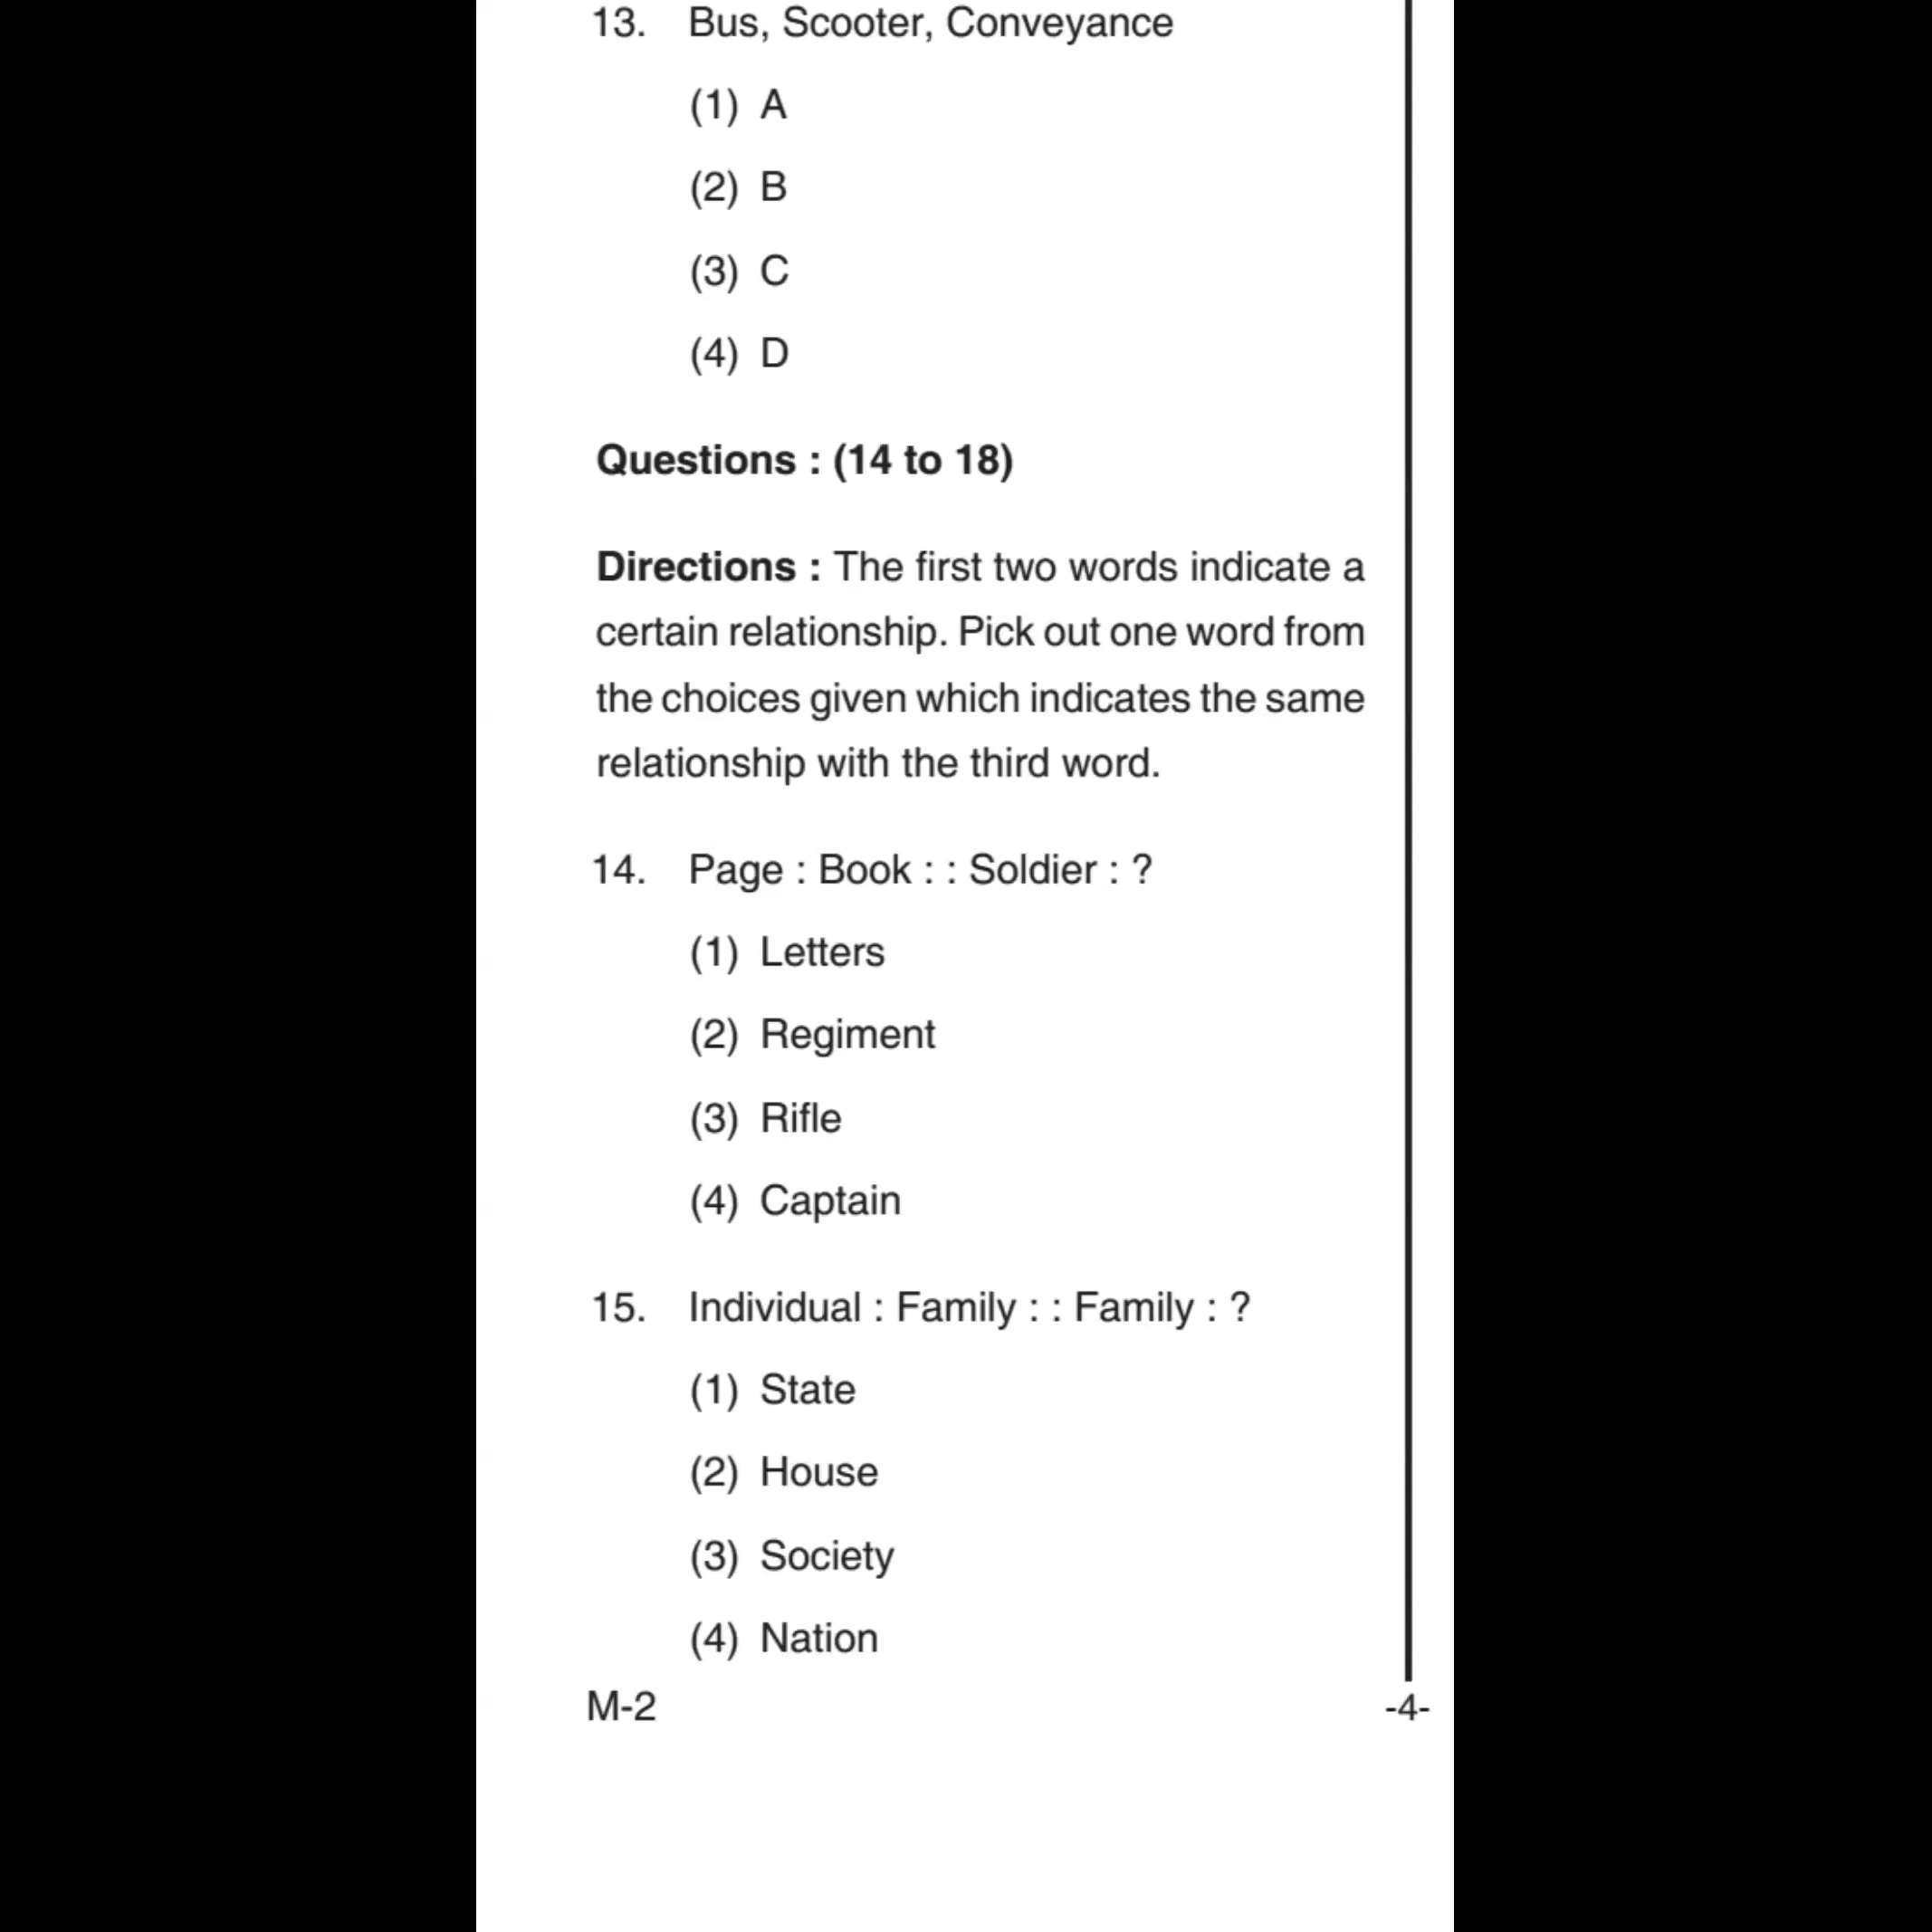 13. Bus, Scooter, Conveyance
(1) A
(2) B
(3) C
(4) D
Questions : (14 to 18)
Directions : The first two words indicate a
certain relationship. Pick out one word from
the choices given which indicates the same
relationship with the third word.
14. Page : Book : : Soldier : ?
(1) Letters
(2) Regiment
(3) Rifle
(4) Captain
15. Individual : Family : : Family : ?
(1) State
(2) House
(3) Society
(4) Nation
M-2 -4-